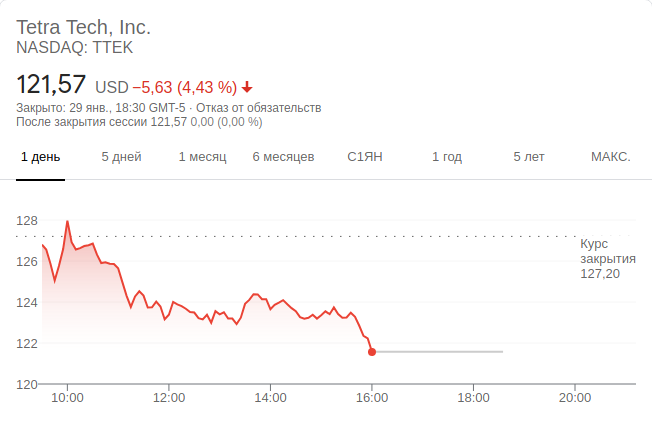 Tetra Tech, Inc.
NASDAQ: TTEK
121,57 USD −5,63 (4,43 %)
Закрыто: 29 янв., 18:30 GMT-5 · Отказ от обязательств
После закрытия сессии 121,57 0,00 (0,00 %)
1 день 5 дней 1 месяц 6 месяцев С1ЯН 1 год 5 лет МАКС.
128
Курс
закрытия
127,20
126
124
122
120
10:00 12:00 14:00 16:00 18:00 20:00